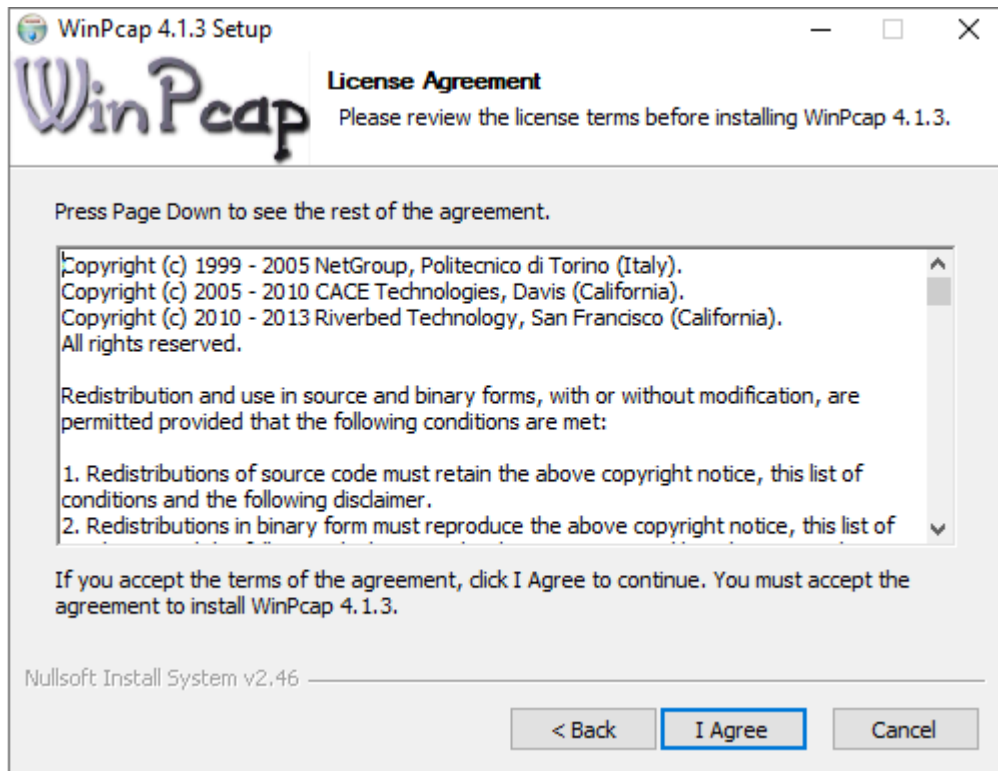 WinPcap 4.1.3 Setup
WinPcap
License Agreement
Please review the license terms before installing WinPcap 4.1.3.
Press Page Down to see the rest of the agreement.
Copyright (c) 1999 - 2005 NetGroup, Politecnico di Torino (Italy).
Copyright (c) 2005 - 2010 CACE Technologies, Davis (California).
Copyright (c) 2010 - 2013 Riverbed Technology, San Francisco (California).
All rights reserved.
Redistribution and use in source and binary forms, with or without modification, are
permitted provided that the following conditions are met:
1. Redistributions of source code must retain the above copyright notice, this list of
conditions and the following disclaimer.
2. Redistributions in binary form must reproduce the above copyright notice, this list of
If you accept the terms of the agreement, click I Agree to continue. You must accept the
agreement to install WinPcap 4.1.3.
Nullsoft Install System v2.46
< Back
I Agree
Cancel